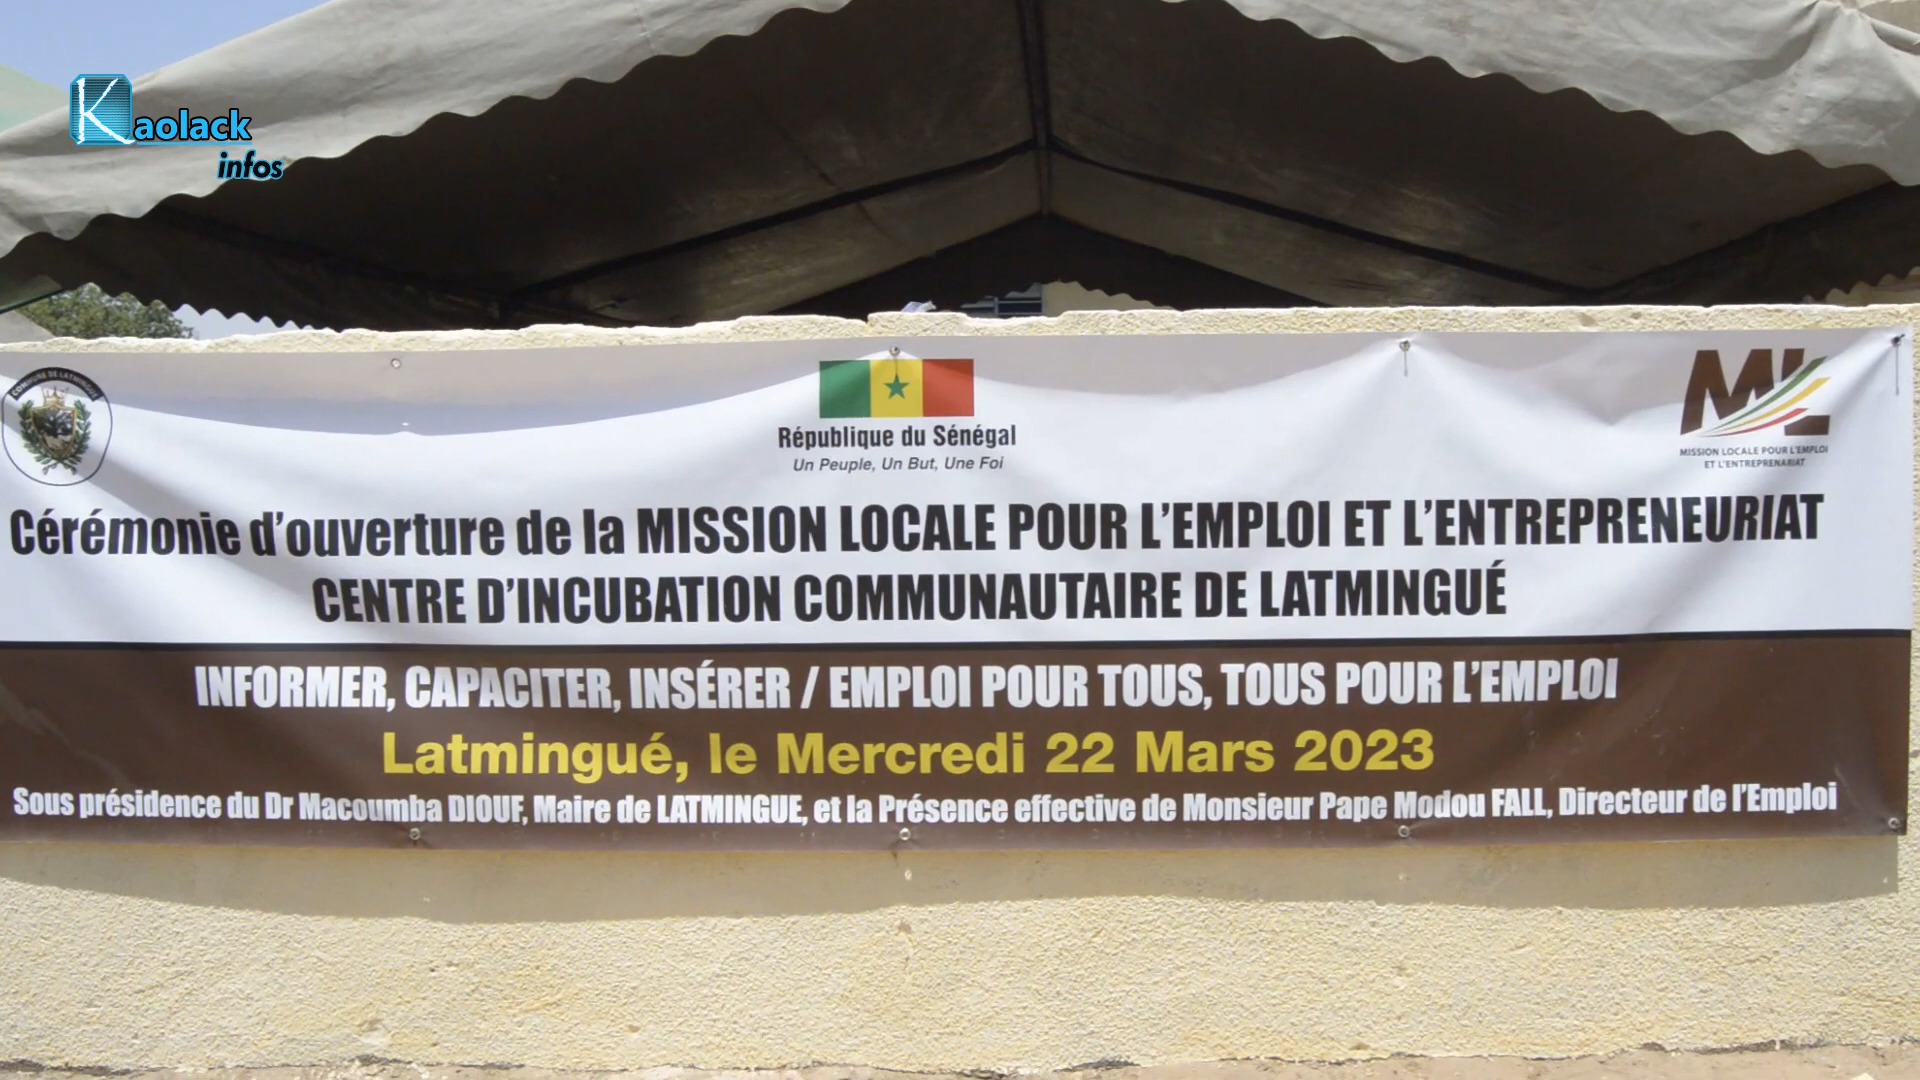 Kaolack
infos
COMMUNE DE LATMINGUE
République du Sénégal
Un Peuple, Un But, Une Foi
ML
MISSION LOCALE POUR L'EMPLOI
ET L'ENTREPRENARIAT
Cérémonie d'ouverture de la MISSION LOCALE POUR L'EMPLOI ET L'ENTREPRENEURIAT
CENTRE D'INCUBATION COMMUNAUTAIRE DE LATMINGUÉ
INFORMER, CAPACITER, INSÉRER / EMPLOI POUR TOUS, TOUS POUR L'EMPLOI
Latmingué, le Mercredi 22 Mars 2023
Sous présidence du Dr Macoumba DIOUF, Maire de LATMINGUE, et la Présence effective de Monsieur Pape Modou FALL, Directeur de l'Emploi